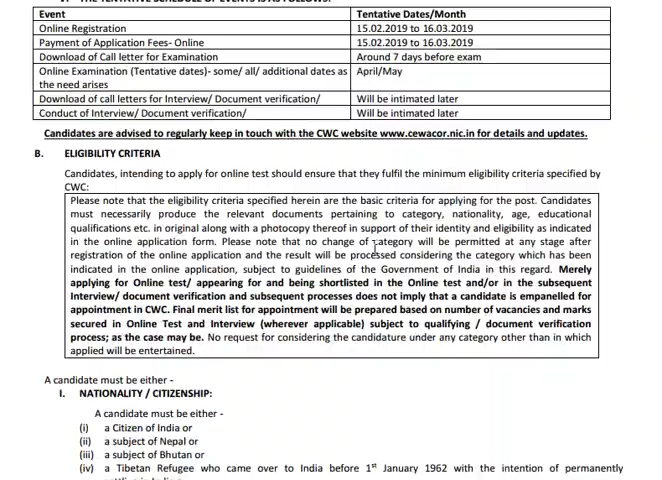 VI. THE TENTATIVE SCHEDULE OF EVENTS IS AS FOLLOWS:
Event Tentative Dates/Month
Online Registration 15.02.2019 to 16.03.2019
Payment of Application Fees- Online 15.02.2019 to 16.03.2019
Download of Call letter for Examination Around 7 days before exam
Online Examination (Tentative dates)- some/ all/ additional dates as April/May
the need arises
Download of call letters for Interview/ Document verification/ Will be intimated later
Conduct of Interview/ Document verification/ Will be intimated later
Candidates are advised to regularly keep in touch with the CWC website www.cewacor.nic.in for details and updates.
B. ELIGIBILITY CRITERIA
Candidates, intending to apply for online test should ensure that they fulfil the minimum eligibility criteria specified by
CWC:
Please note that the eligibility criteria specified herein are the basic criteria for applying for the post. Candidates
must necessarily produce the relevant documents pertaining to category, nationality, age, educational
qualifications etc. in original along with a photocopy thereof in support of their identity and eligibility as indicated
in the online application form. Please note that no change of category will be permitted at any stage after
registration of the online application and the result will be processed considering the category which has been
indicated in the online application, subject to guidelines of the Government of India in this regard. Merely
applying for Online test/ appearing for and being shortlisted in the Online test and/or in the subsequent
Interview/ document verification and subsequent processes does not imply that a candidate is empanelled for
appointment in CWC. Final merit list for appointment will be prepared based on number of vacancies and marks
secured in Online Test and Interview (wherever applicable) subject to qualifying / document verification
process; as the case may be. No request for considering the candidature under any category other than in which
applied will be entertained.
A candidate must be either -
I. NATIONALITY / CITIZENSHIP:
A candidate must be either -
(i) a Citizen of India or
(ii) a subject of Nepal or
(iii) a subject of Bhutan or
(iv) a Tibetan Refugee who came over to India before 1st January 1962 with the intention of permanently